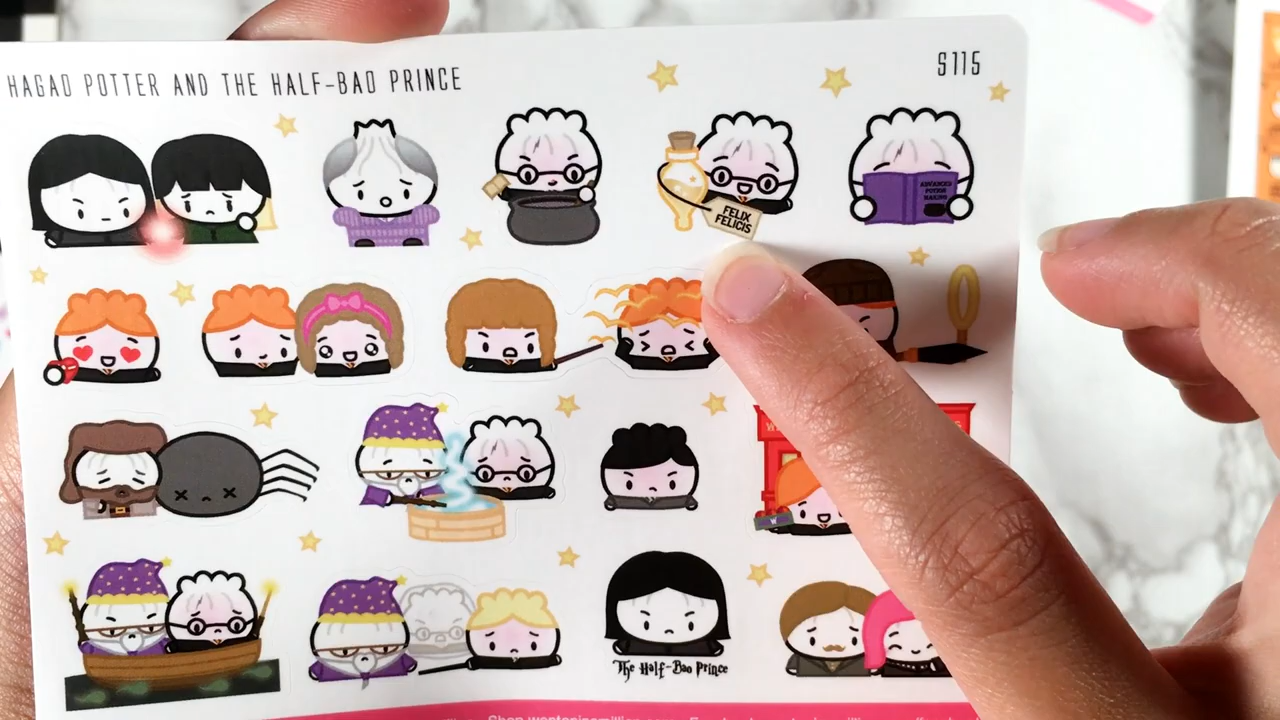 HAGAO POTTER AND THE HALF-BAO PRINCE
S115
FELIX
FELICIS
ADVANCED
POTION
MAKING
W
W
The Half-Bao Prince